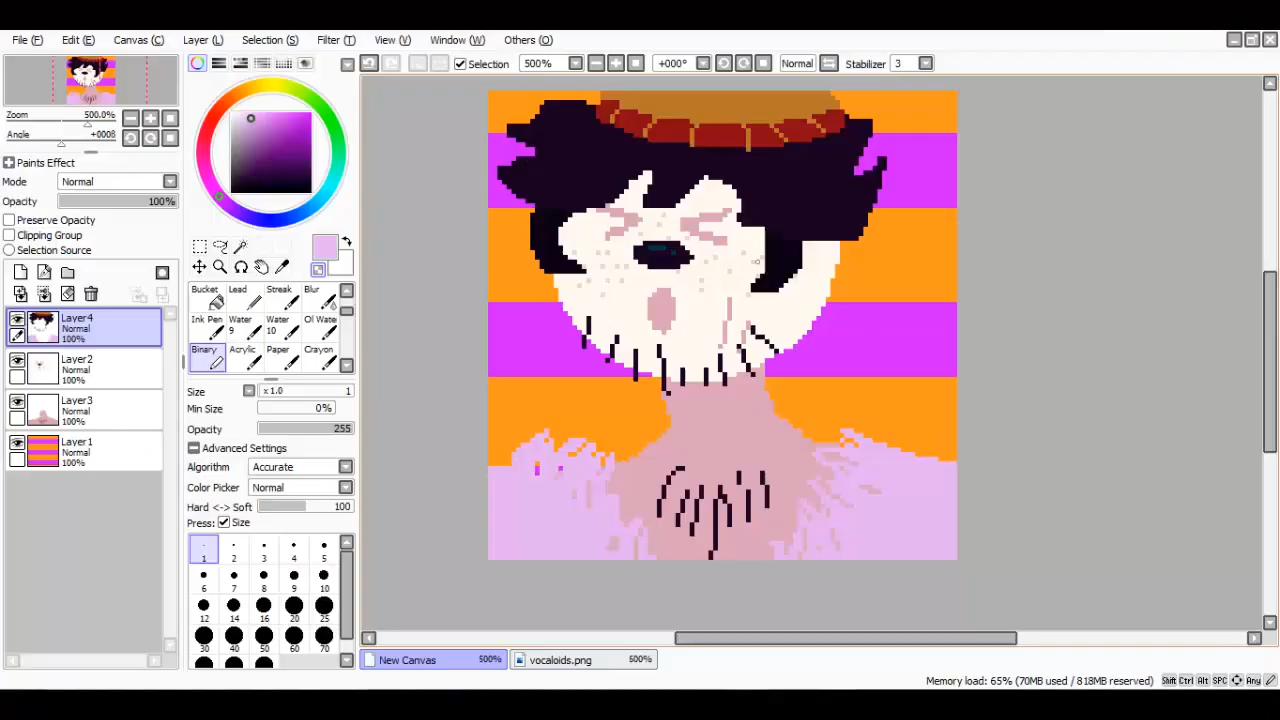 File (F) Edit (E) Canvas (C) Layer (L) Selection (S) Filter (T) View (V) Window (W) Others (O)
Selection 500% +000° Normal Stabilizer 3
Zoom 500.0%
Angle +000θ
Paints Effect
Mode Normal
Opacity 100%
Preserve Opacity
Clipping Group
Selection Source
Layer4
Normal
100%
Layer2
Normal
100%
Layer3
Normal
100%
Layer1
Normal
100%
Bucket Lead Streak Blur
Ink Pen Water 9 Water 10 Oil Water
Binary Acrylic Paper Crayon
Size x 1.0 1
Min Size 0%
Opacity 255
Advanced Settings
Algorithm Accurate
Color Picker Normal
Hard <-> Soft 100
Press: Size
1 2 3 4 5
6 7 8 9 10
12 14 16 20 25
30 40 50 60 70
New Canvas 500% vocaloids.png 500%
Memory load: 65% (70MB used / 818MB reserved) Shift Ctrl Alt SPC Any